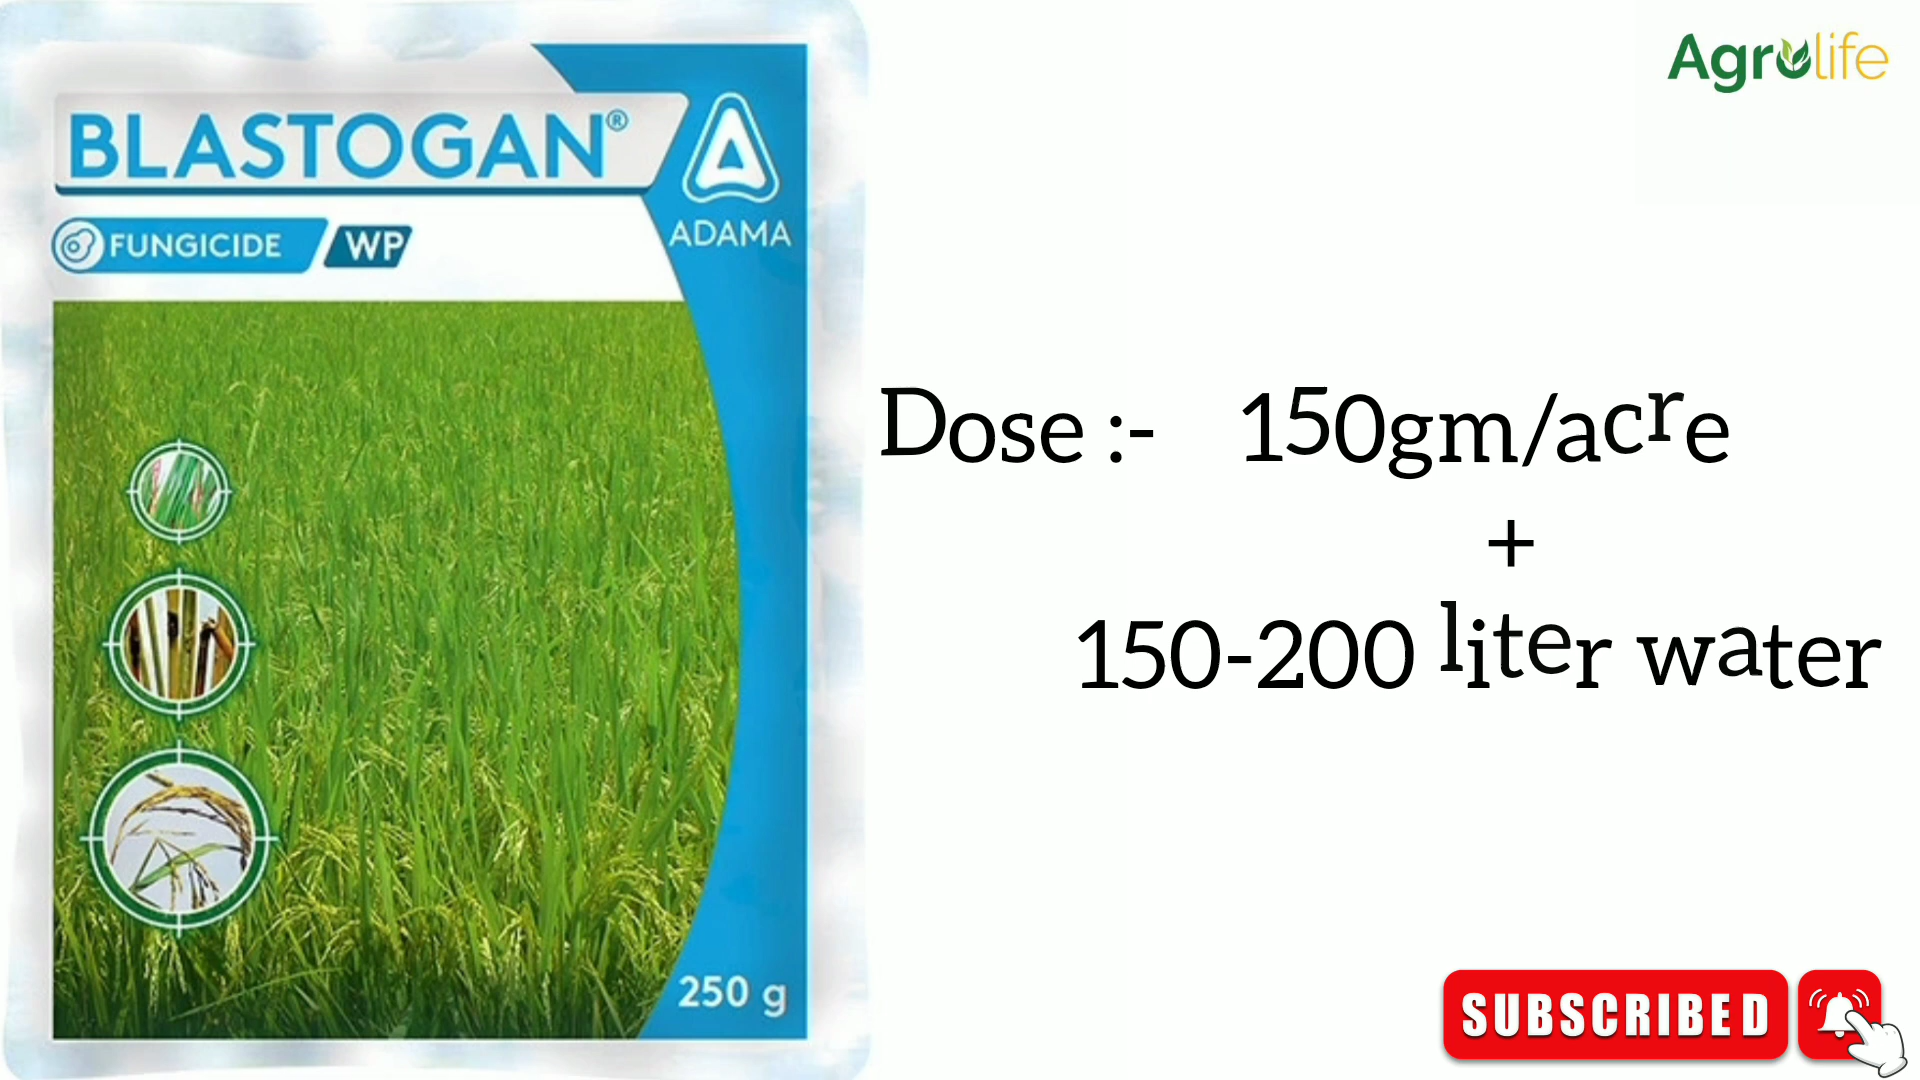 BLASTOGAN®
ADAMA
FUNGICIDE WP
250 g
Agrolife
Dose :- 150gm/acre
+
150-200 liter water
SUBSCRIBED